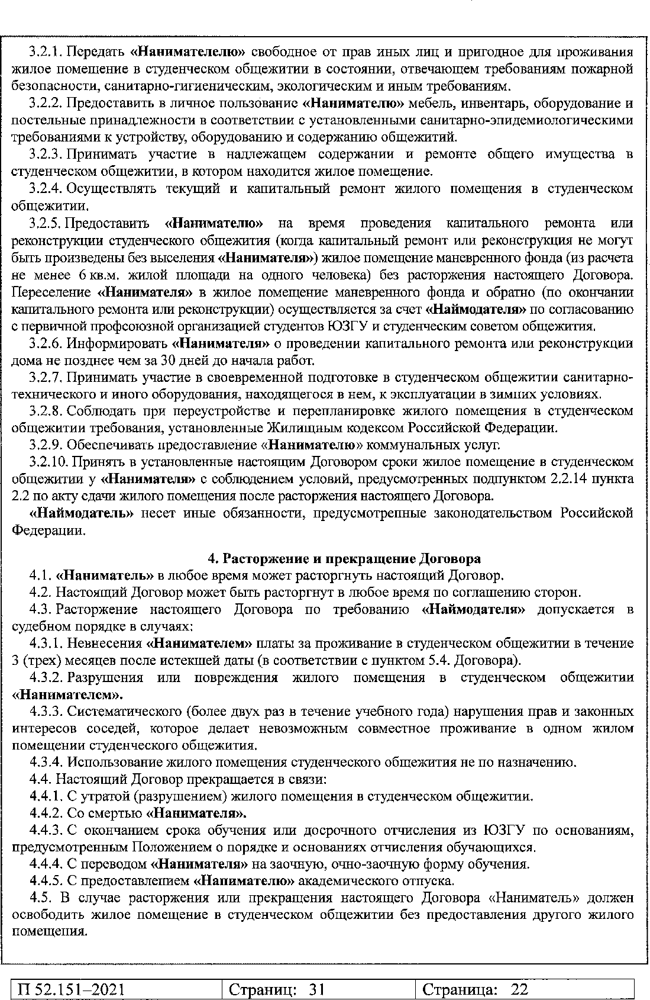 3.2.1. Передать «Нанимателелю» свободное от прав иных лиц и пригодное для проживания
жилое помещение в студенческом общежитии в состоянии, отвечающем требованиям пожарной
безопасности, санитарно-гигиеническим, экологическим и иным требованиям.
3.2.2. Предоставить в личное пользование «Нанимателю» мебель, инвентарь, оборудование и
постельные принадлежности в соответствии с установленными санитарно-эпидемиологическими
требованиями к устройству, оборудованию и содержанию общежитий.
3.2.3. Принимать участие в надлежащем содержании и ремонте общего имущества в
студенческом общежитии, в котором находится жилое помещение.
3.2.4. Осуществлять текущий и капитальный ремонт жилого помещения в студенческом
общежитии.
3.2.5. Предоставить «Нанимателю» на время проведения капитального ремонта или
реконструкции студенческого общежития (когда капитальный ремонт или реконструкция не могут
быть произведены без выселения «Нанимателя») жилое помещение маневренного фонда (из расчета
не менее 6 кв.м. жилой площади на одного человека) без расторжения настоящего Договора.
Переселение «Нанимателя» в жилое помещение маневренного фонда и обратно (по окончании
капитального ремонта или реконструкции) осуществляется за счет «Наймодателя» по согласованию
с первичной профсоюзной организацией студентов ЮЗГУ и студенческим советом общежития.
3.2.6. Информировать «Нанимателя» о проведении капитального ремонта или реконструкции
дома не позднее чем за 30 дней до начала работ.
3.2.7. Принимать участие в своевременной подготовке в студенческом общежитии санитарно-
технического и иного оборудования, находящегося в нем, к эксплуатации в зимних условиях.
3.2.8. Соблюдать при переустройстве и перепланировке жилого помещения в студенческом
общежитии требования, установленные Жилищным кодексом Российской Федерации.
3.2.9. Обеспечивать предоставление «Нанимателю» коммунальных услуг.
3.2.10. Принять в установленные настоящим Договором сроки жилое помещение в студенческом
общежитии у «Нанимателя» с соблюдением условий, предусмотренных подпунктом 2.2.14 пункта
2.2 по акту сдачи жилого помещения после расторжения настоящего Договора.
«Наймодатель» несет иные обязанности, предусмотренные законодательством Российской
Федерации.
4. Расторжение и прекращение Договора
4.1. «Наниматель» в любое время может расторгнуть настоящий Договор.
4.2. Настоящий Договор может быть расторгнут в любое время по соглашению сторон.
4.3. Расторжение настоящего Договора по требованию «Наймодателя» допускается в
судебном порядке в случаях:
4.3.1. Невнесения «Нанимателем» платы за проживание в студенческом общежитии в течение
3 (трех) месяцев после истекшей даты (в соответствии с пунктом 5.4. Договора).
4.3.2. Разрушения или повреждения жилого помещения в студенческом общежитии
«Нанимателем».
4.3.3. Систематического (более двух раз в течение учебного года) нарушения прав и законных
интересов соседей, которое делает невозможным совместное проживание в одном жилом
помещении студенческого общежития.
4.3.4. Использование жилого помещения студенческого общежития не по назначению.
4.4. Настоящий Договор прекращается в связи:
4.4.1. С утратой (разрушением) жилого помещения в студенческом общежитии.
4.4.2. Со смертью «Нанимателя».
4.4.3. С окончанием срока обучения или досрочного отчисления из ЮЗГУ по основаниям,
предусмотренным Положением о порядке и основаниях отчисления обучающихся.
4.4.4. С переводом «Нанимателя» на заочную, очно-заочную форму обучения.
4.4.5. С предоставлением «Нанимателю» академического отпуска.
4.5. В случае расторжения или прекращения настоящего Договора «Наниматель» должен
освободить жилое помещение в студенческом общежитии без предоставления другого жилого
помещения.
П 52.151–2021 Страниц: 31 Страница: 22